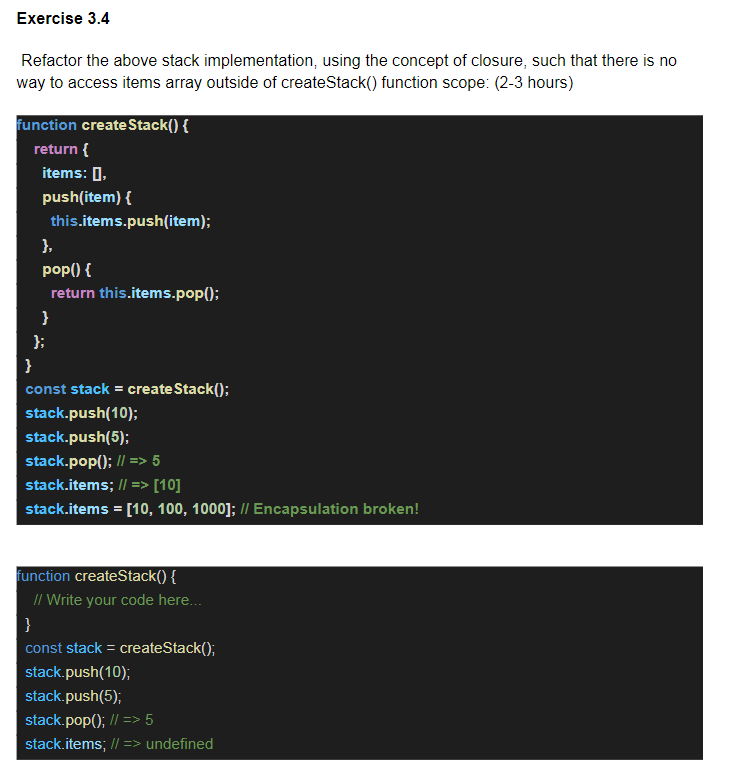 Exercise 3.4
Refactor the above stack implementation, using the concept of closure, such that there is no
way to access items array outside of createStack() function scope: (2-3 hours)
function createStack() {
return {
items: [],
push(item) {
this.items.push(item);
},
pop() {
return this.items.pop();
}
};
}
const stack = createStack();
stack.push(10);
stack.push(5);
stack.pop(); // => 5
stack.items; // => [10]
stack.items = [10, 100, 1000]; // Encapsulation broken!
function createStack() {
// Write your code here...
}
const stack = createStack();
stack.push(10);
stack.push(5);
stack.pop(); // => 5
stack.items; // => undefined